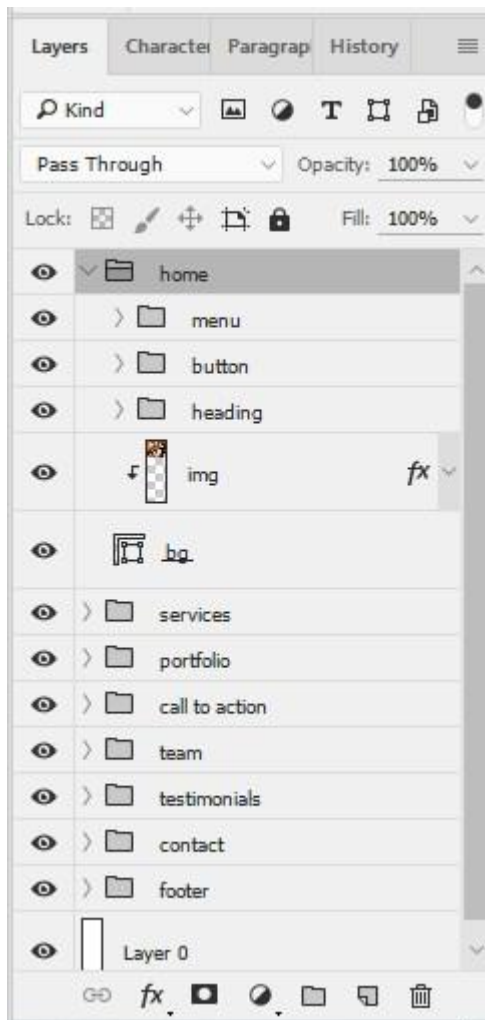 Layers Character Paragrap History
Kind T
Pass Through Opacity: 100%
Lock: Fill: 100%
home
menu
button
heading
img fx
bg
services
portfolio
call to action
team
testimonials
contact
footer
Layer 0
fx